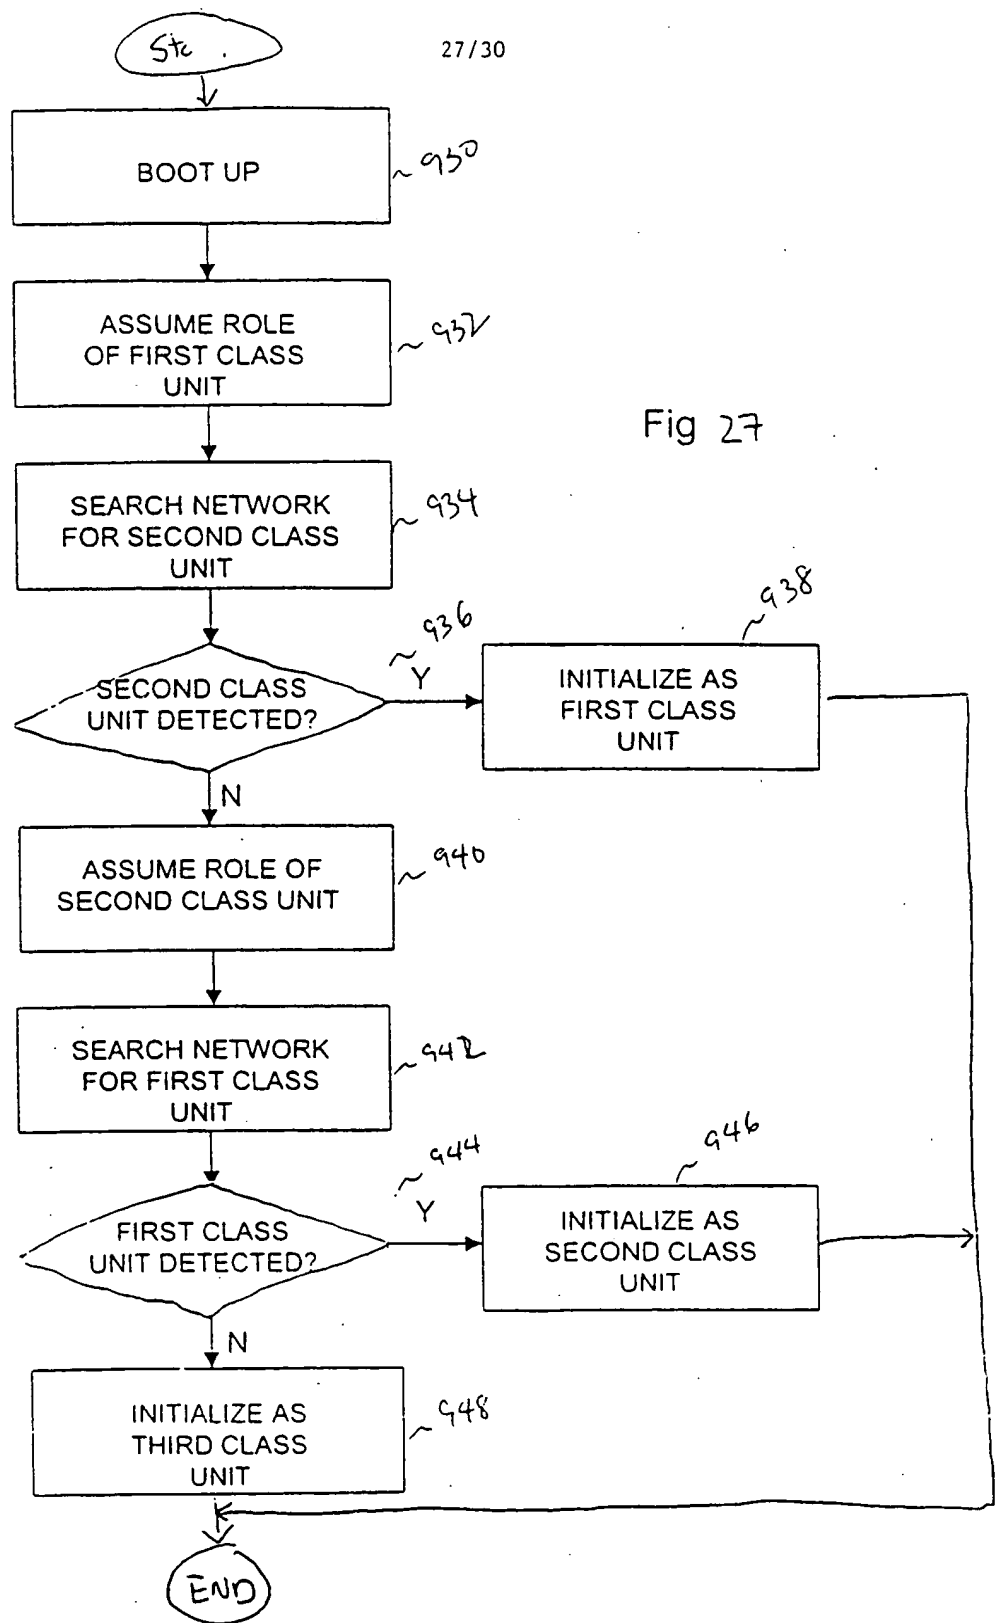 27/30
BOOT UP
930
ASSUME ROLE
OF FIRST CLASS
UNIT
932
Fig 27
SEARCH NETWORK
FOR SECOND CLASS
UNIT
934
SECOND CLASS
UNIT DETECTED?
936
Y
INITIALIZE AS
FIRST CLASS
UNIT
938
N
ASSUME ROLE OF
SECOND CLASS UNIT
940
SEARCH NETWORK
FOR FIRST CLASS
UNIT
942
FIRST CLASS
UNIT DETECTED?
944
Y
INITIALIZE AS
SECOND CLASS
UNIT
946
N
INITIALIZE AS
THIRD CLASS
UNIT
948
END